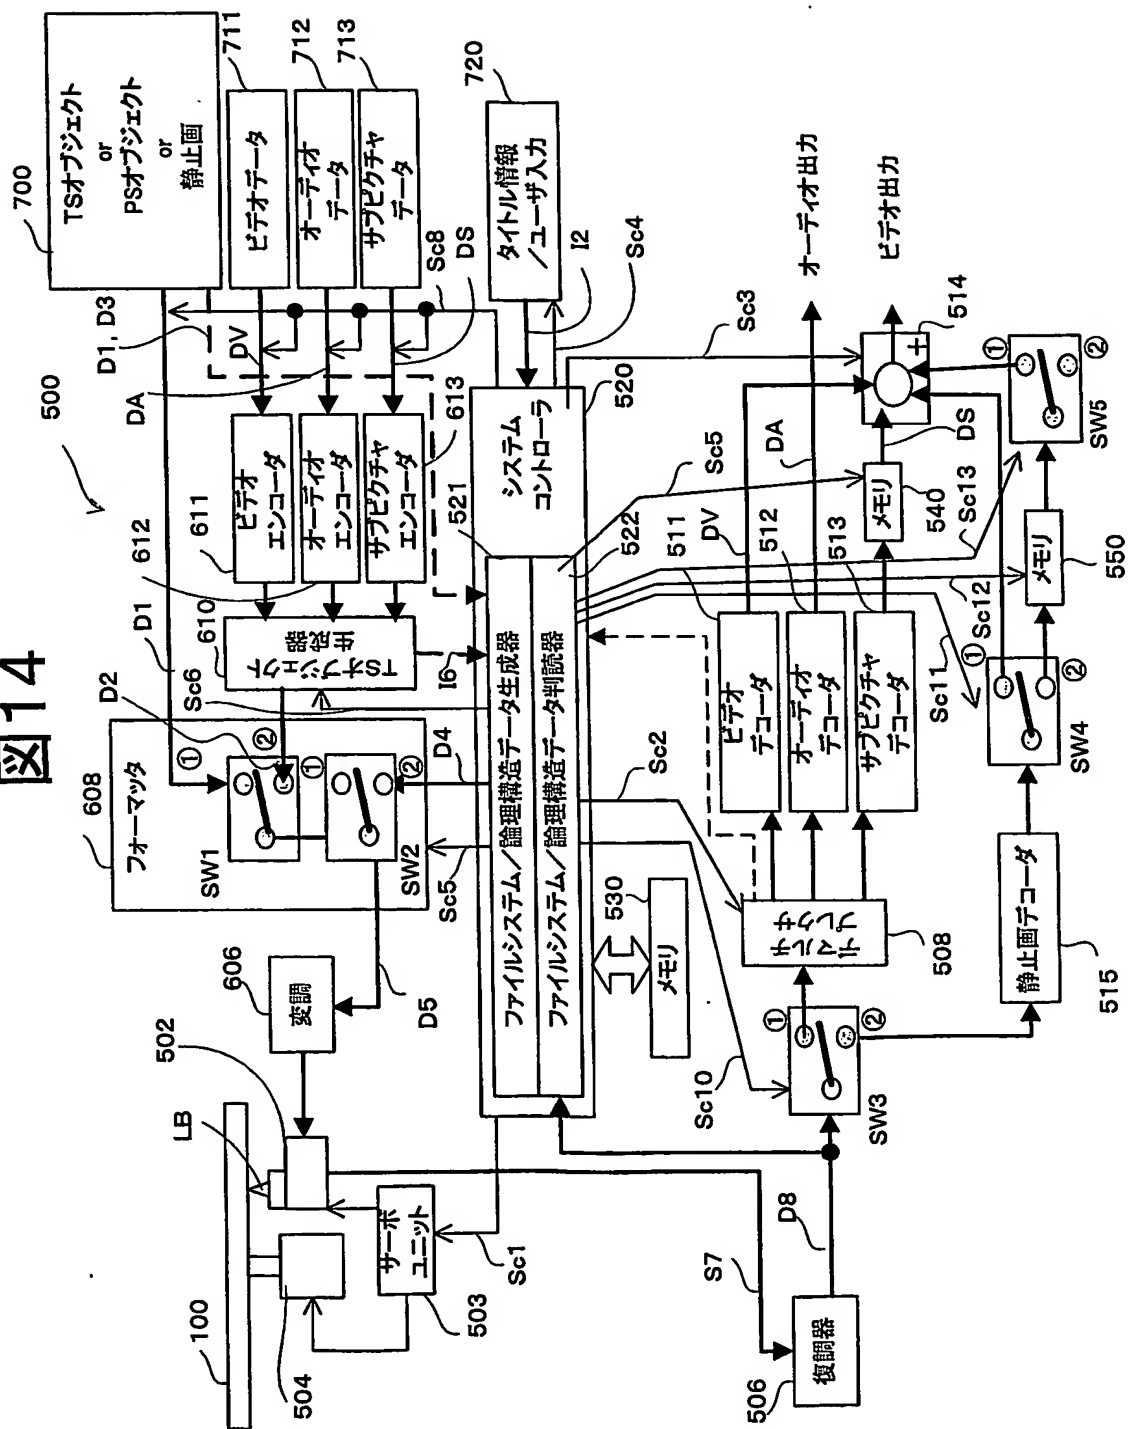 図14
100
504
LB
502
606
変調
サーボ
ユニット
503
Sc1
S7
復調器
506
D8
D5
500
608
フォーマッタ
SW1
SW2
①
②
①
②
D2
D1
Sc6
Sc5
D4
I6
610
TSオブジェクト
生成器
612
611
ビデオ
エンコーダ
オーディオ
エンコーダ
サブピクチャ
エンコーダ
613
DA
DV
D1, D3
DS
Sc8
700
TSオブジェクト
or
PSオブジェクト
or
静止画
ビデオデータ
711
オーディオ
データ
712
サブピクチャ
データ
713
720
タイトル情報
/ユーザ入力
I2
Sc4
システム
コントローラ
520
521
522
ファイルシステム/論理構造データ生成器
ファイルシステム/論理構造データ判読器
530
メモリ
Sc10
Sc2
SW3
①
②
デマルチ
プレクサ
508
ビデオ
デコーダ
511
オーディオ
デコーダ
512
サブピクチャ
デコーダ
513
DV
DA
Sc5
Sc3
オーディオ出力
ビデオ出力
514
+
DS
メモリ
540
Sc13
Sc12
Sc11
静止画デコーダ
515
SW4
①
②
メモリ
550
SW5
①
②